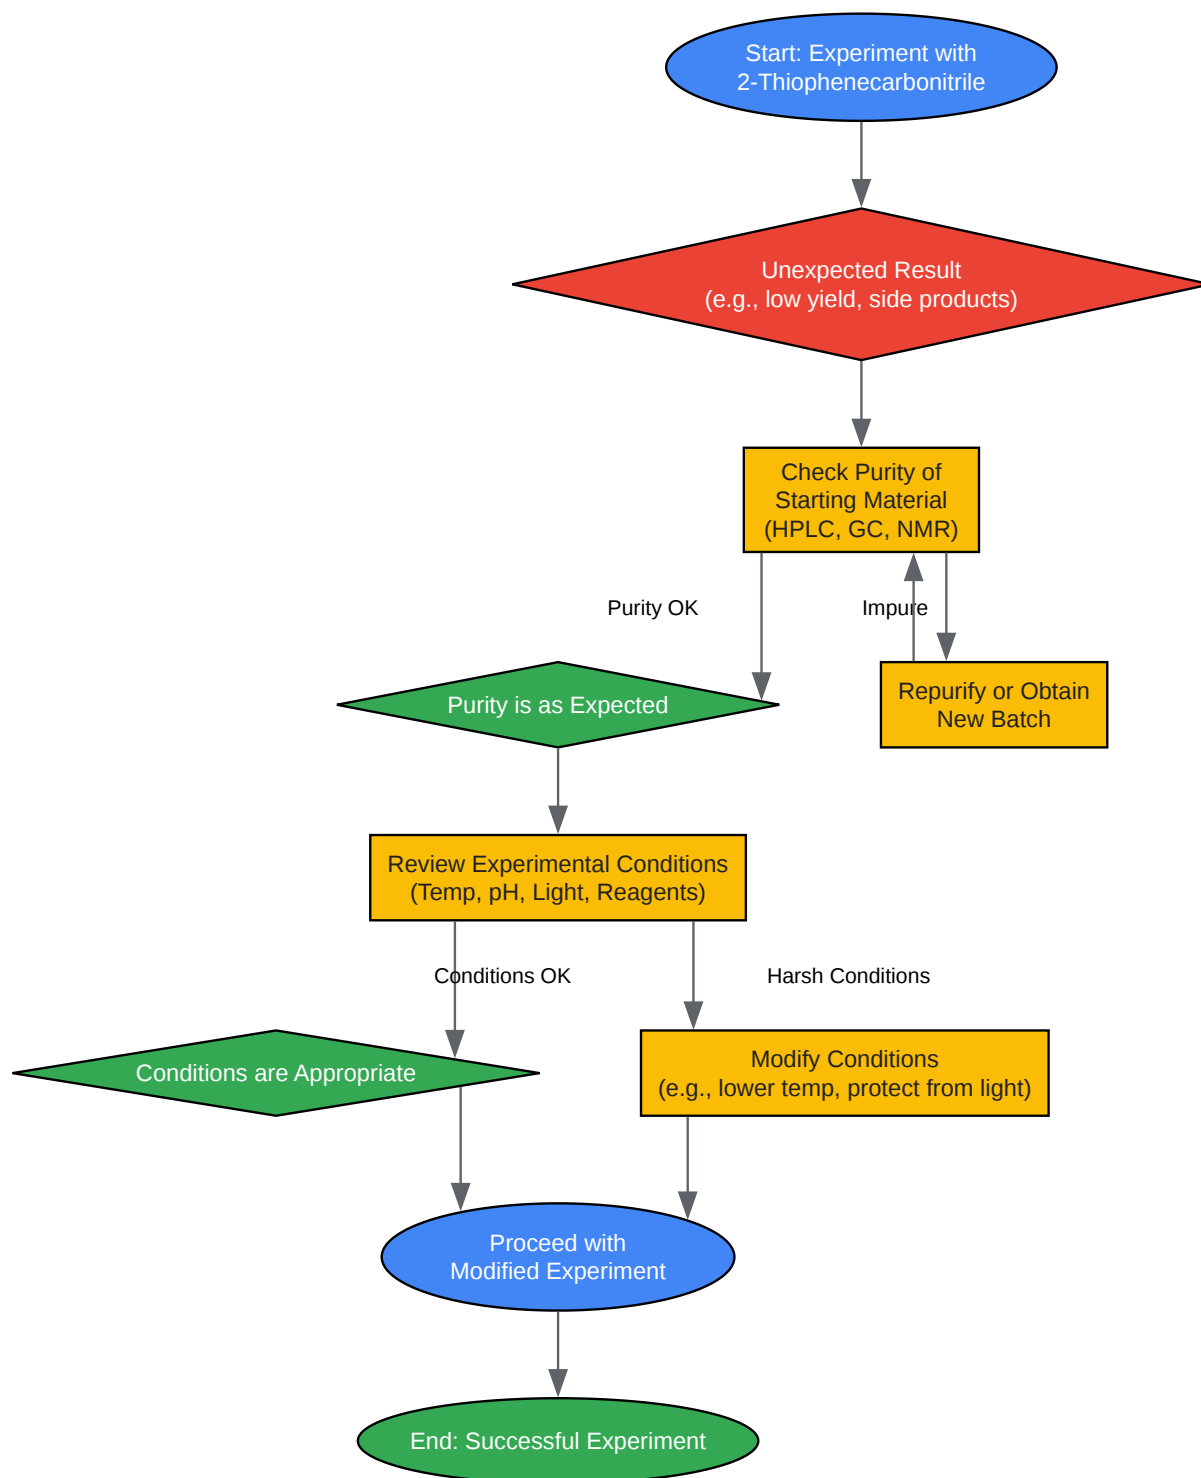 Start: Experiment with
2-Thiophenecarbonitrile
Unexpected Result
(e.g., low yield, side products)
Check Purity of
Starting Material
(HPLC, GC, NMR)
Purity OK
Impure
Purity is as Expected
Repurify or Obtain
New Batch
Review Experimental Conditions
(Temp, pH, Light, Reagents)
Conditions OK
Harsh Conditions
Conditions are Appropriate
Modify Conditions
(e.g., lower temp, protect from light)
Proceed with
Modified Experiment
End: Successful Experiment